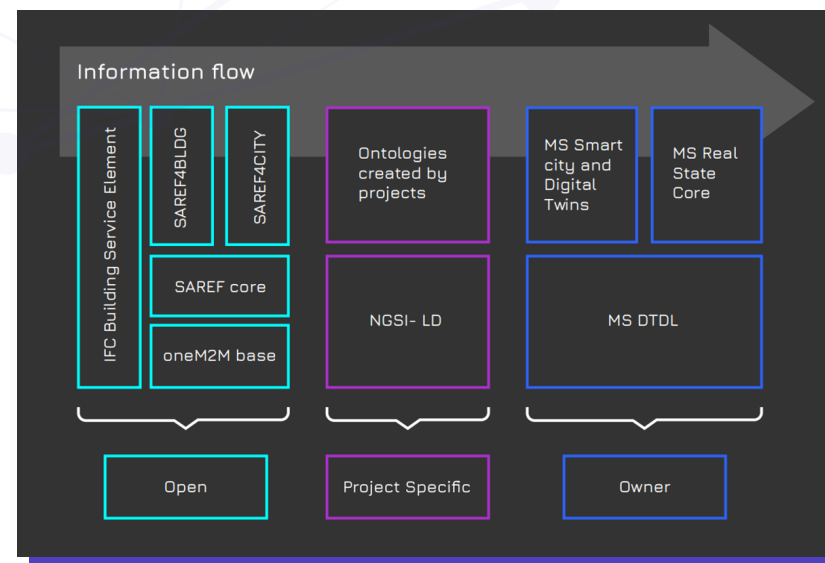 Information flow
IFC Building Service Element
SAREF4BLDG
SAREF4CITY
SAREF core
oneM2M base
Ontologies
created by
projects
NGSI- LD
MS Smart
city and
Digital
Twins
MS Real
State
Core
MS DTDL
Open
Project Specific
Owner